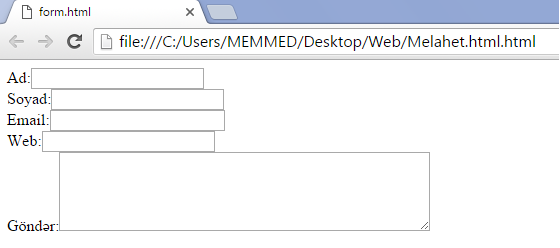 form.html
file:///C:/Users/MEMMED/Desktop/Web/Melahet.html.html
Ad:
Soyad:
Email:
Web:
Göndər: